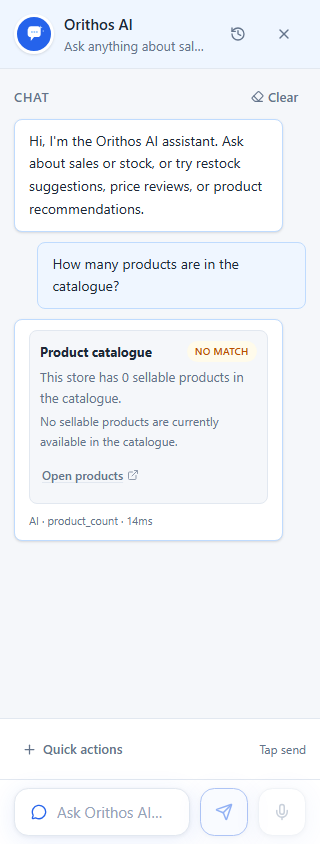 Orithos AI
Ask anything about sal...
CHAT
Clear
Hi, I'm the Orithos AI assistant. Ask
about sales or stock, or try restock
suggestions, price reviews, or product
recommendations.
How many products are in the
catalogue?
Product catalogue
NO MATCH
This store has 0 sellable products in
the catalogue.
No sellable products are currently
available in the catalogue.
Open products
AI · product_count · 14ms
Quick actions
Tap send
Ask Orithos AI...